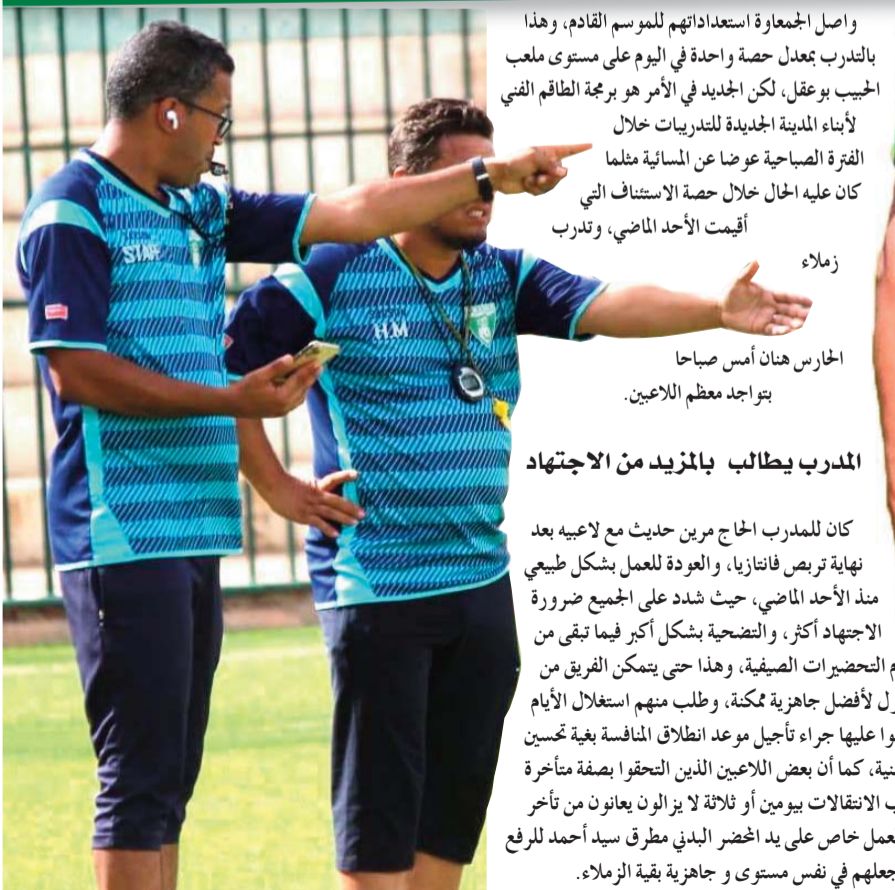 واصل الجمعاوة استعداداتهم للموسم القادم، وهذا
بالتدرب بمعدل حصة واحدة في اليوم على مستوى ملعب
الحبيب بوعقل، لكن الجديد في الأمر هو برمجة الطاقم الفني
لأبناء المدينة الجديدة للتدريبات خلال
الفترة الصباحية عوضا عن المسائية مثلما
كان عليه الحال خلال حصة الاستئناف التي
أقيمت الأحد الماضي، وتدرب
زملاء
الحارس هنان أمس صباحا
بتواجد معظم اللاعبين.
المدرب يطالب بالمزيد من الاجتهاد
كان للمدرب الحاج مرين حديث مع لاعبيه بعد
نهاية تربص فانتازيا، والعودة للعمل بشكل طبيعي
منذ الأحد الماضي، حيث شدد على الجميع ضرورة
الاجتهاد أكثر، والتضحية بشكل أكبر فيما تبقى من
التحضيرات الصيفية، وهذا حتى يتمكن الفريق من
لأفضل جاهزية ممكنة، وطلب منهم استغلال الأيام
عليها جراء تأجيل موعد انطلاق المنافسة بغية تحسين
كما أن بعض اللاعبين الذين التحقوا بصفة متأخرة
الانتقالات بيومين أو ثلاثة لا يزالون يعانون من تأخر
عمل خاص على يد المحضر البدني مطرق سيد أحمد للرفع
جعلهم في نفس مستوى و جاهزية بقية الزملاء.
STAFF
H.M